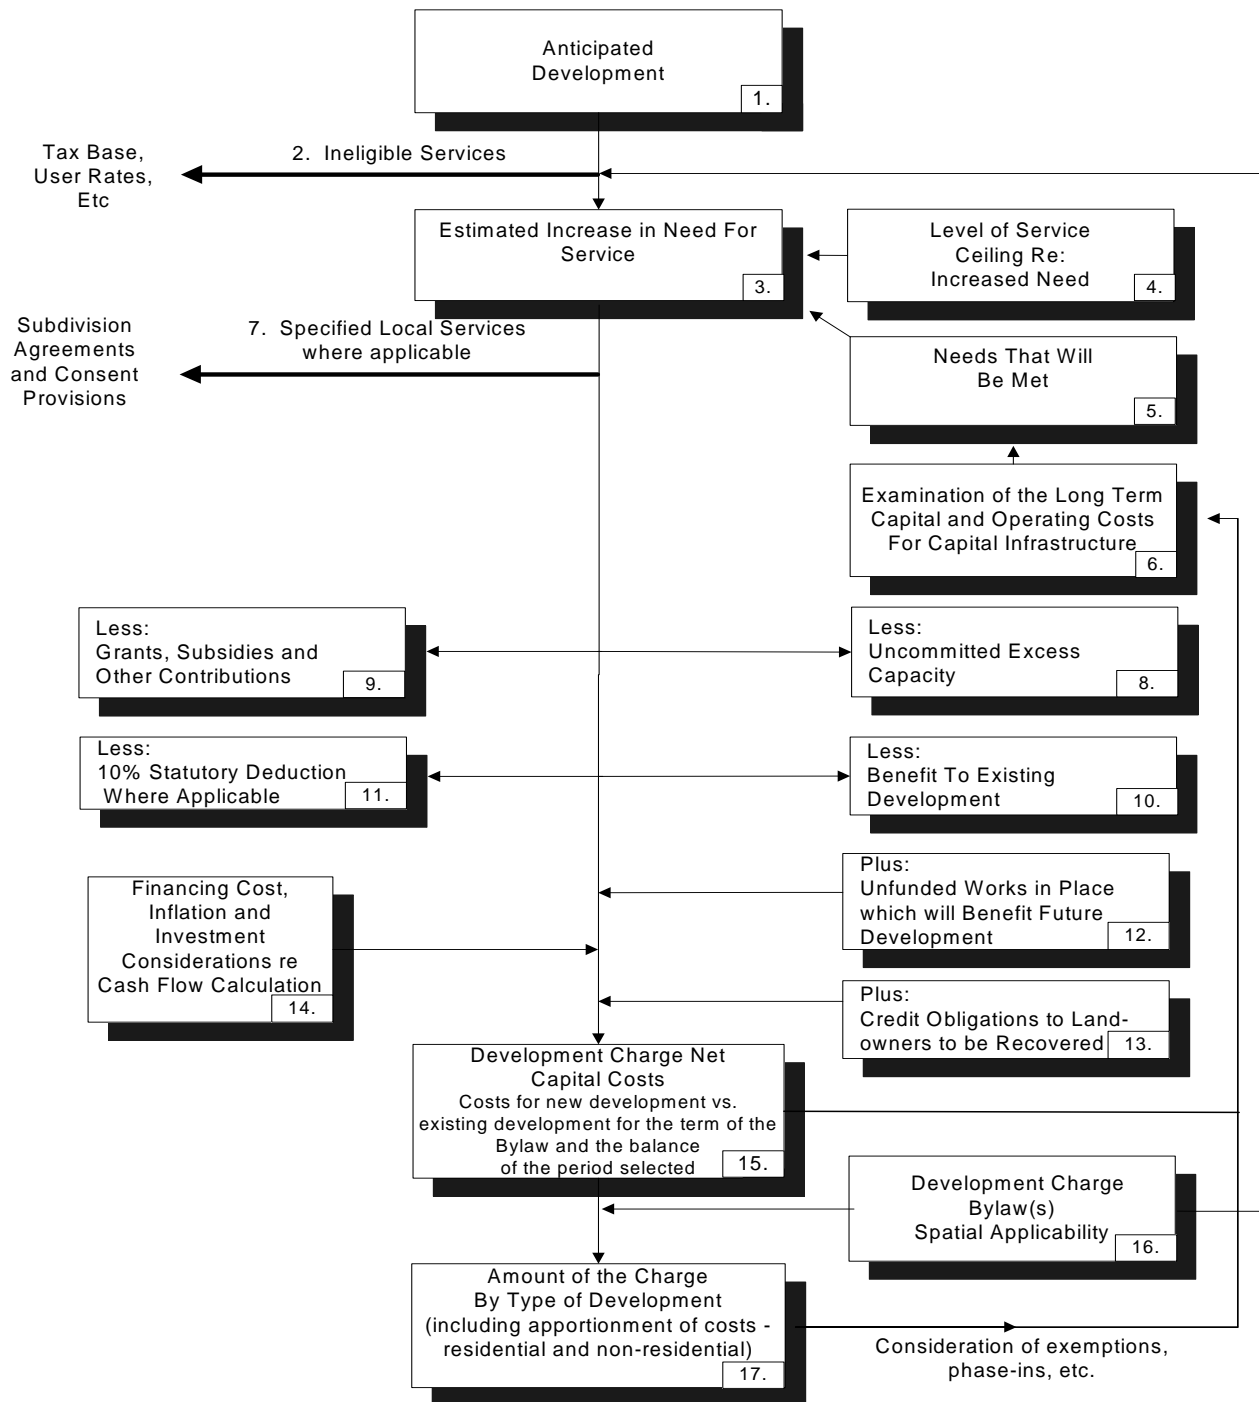 Anticipated
Development
1.
Tax Base,
User Rates,
Etc
2. Ineligible Services
Estimated Increase in Need For
Service
3.
Level of Service
Ceiling Re:
Increased Need
4.
Subdivision
Agreements
and Consent
Provisions
7. Specified Local Services
where applicable
Needs That Will
Be Met
5.
Examination of the Long Term
Capital and Operating Costs
For Capital Infrastructure
6.
Less:
Grants, Subsidies and
Other Contributions
9.
Less:
Uncommitted Excess
Capacity
8.
Less:
10% Statutory Deduction
Where Applicable
11.
Less:
Benefit To Existing
Development
10.
Plus:
Unfunded Works in Place
which will Benefit Future
Development
12.
Financing Cost,
Inflation and
Investment
Considerations re
Cash Flow Calculation
14.
Plus:
Credit Obligations to Land-
owners to be Recovered
13.
Development Charge Net
Capital Costs
Costs for new development vs.
existing development for the term of the
Bylaw and the balance
of the period selected
15.
Development Charge
Bylaw(s)
Spatial Applicability
16.
Amount of the Charge
By Type of Development
(including apportionment of costs -
residential and non-residential)
17.
Consideration of exemptions,
phase-ins, etc.